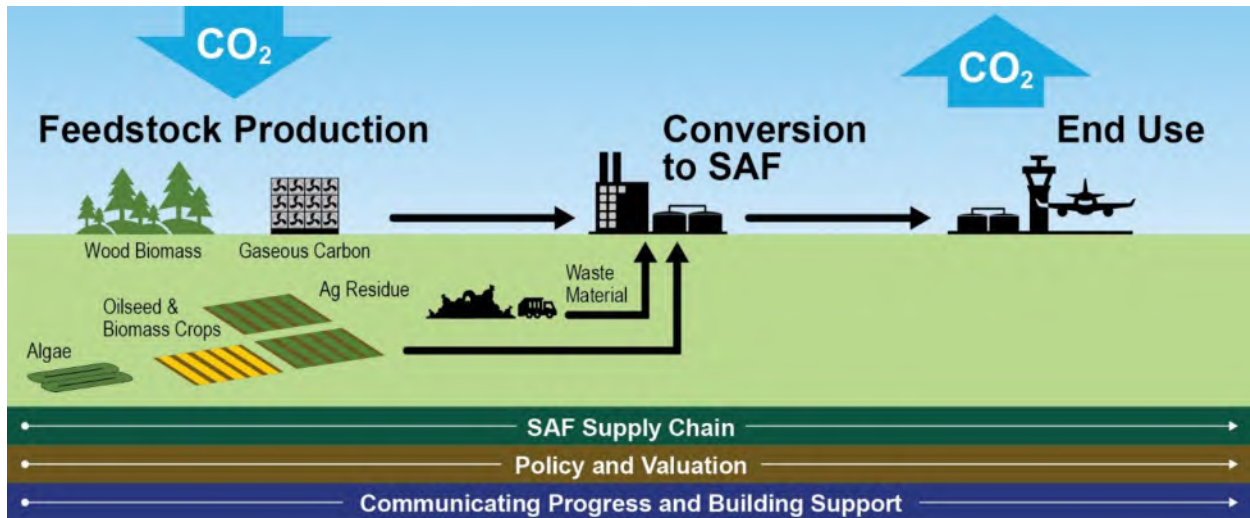 CO₂
CO₂
Feedstock Production
Conversion
to SAF
End Use
Wood Biomass
Gaseous Carbon
Ag Residue
Waste
Material
Oilseed &
Biomass Crops
Algae
SAF Supply Chain
Policy and Valuation
Communicating Progress and Building Support